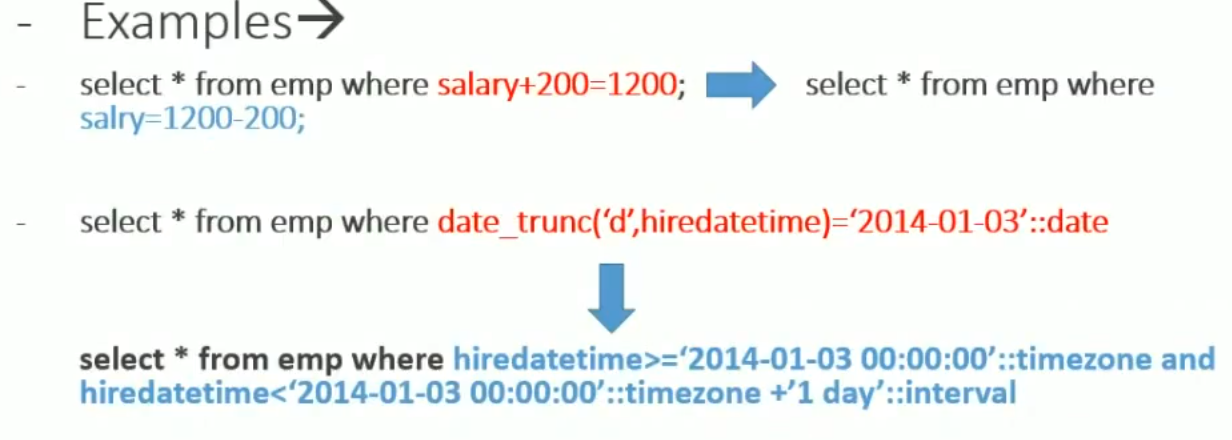 - Examples→
- select * from emp where salary+200=1200; select * from emp where
salry=1200-200;
- select * from emp where date_trunc(‘d’,hiredatetime)=‘2014-01-03’::date
select * from emp where hiredatetime>=‘2014-01-03 00:00:00’::timezone and
hiredatetime<‘2014-01-03 00:00:00’::timezone +’1 day’::interval